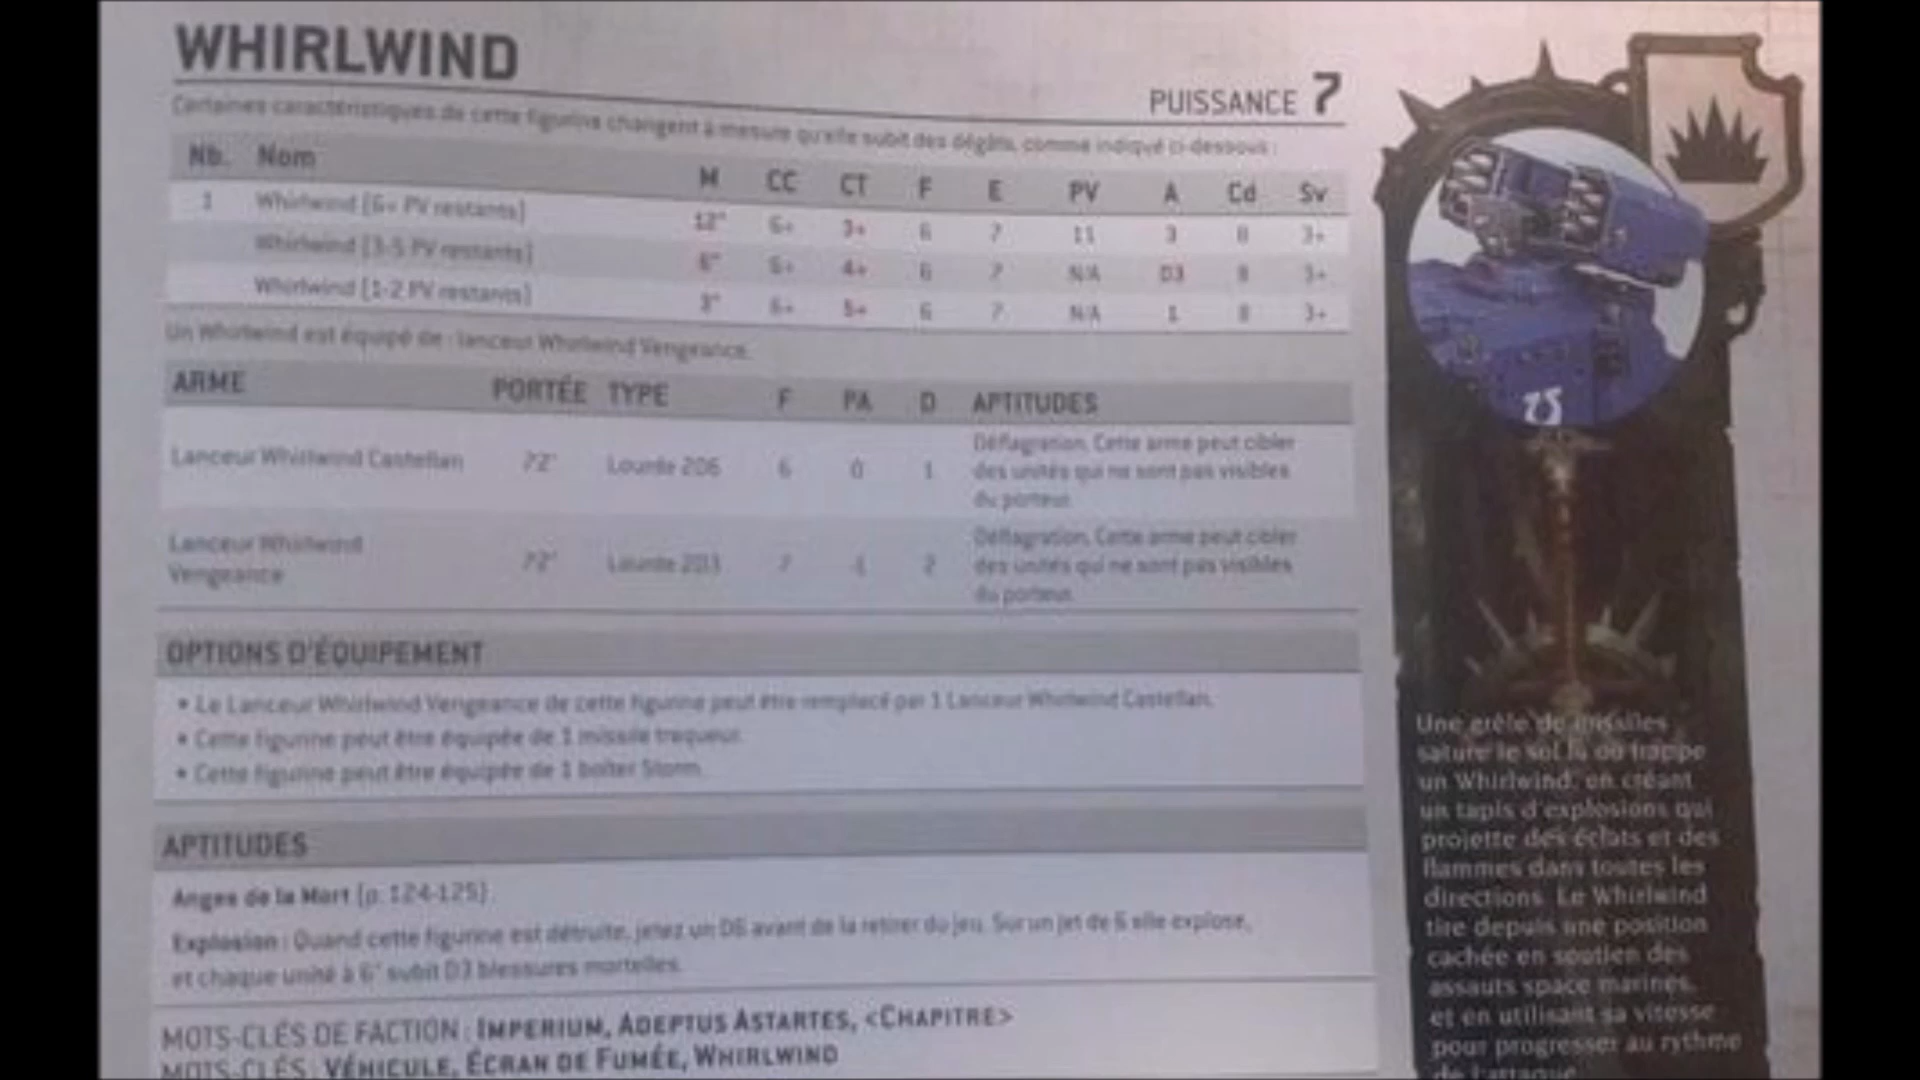 WHIRLWIND
PUISSANCE 7
Certaines caractéristiques de cette figurine changent à mesure qu'elle subit des dégâts, comme indiqué ci-dessous :
Nb. Nom M CC CT F E PV A Cd Sv
1 Whirlwind [6+ PV restants] 12" 6+ 3+ 6 7 11 3 8 3+
Whirlwind [3-5 PV restants] 6" 6+ 4+ 6 7 N/A D3 8 3+
Whirlwind [1-2 PV restants] 3" 6+ 5+ 6 7 N/A 1 8 3+
Un Whirlwind est équipé de : lanceur Whirlwind Vengeance.
ARME PORTÉE TYPE F PA D APTITUDES
Lanceur Whirlwind Castellan 72" Lourde 2D6 6 0 1 Déflagration. Cette arme peut cibler
des unités qui ne sont pas visibles
du porteur.
Lanceur Whirlwind
Vengeance 72" Lourde 2D3 7 -1 2 Déflagration. Cette arme peut cibler
des unités qui ne sont pas visibles
du porteur.
OPTIONS D'ÉQUIPEMENT
• Le Lanceur Whirlwind Vengeance de cette figurine peut être remplacé par 1 Lanceur Whirlwind Castellan.
• Cette figurine peut être équipée de 1 missile traqueur.
• Cette figurine peut être équipée de 1 bolter Storm.
APTITUDES
Anges de la Mort (p. 124-125)
Explosion : Quand cette figurine est détruite, jetez un D6 avant de la retirer du jeu. Sur un jet de 6 elle explose,
et chaque unité à 6" subit D3 blessures mortelles.
MOTS-CLÉS DE FACTION : IMPERIUM, ADEPTUS ASTARTES, <CHAPITRE>
MOTS-CLÉS : VÉHICULE, ÉCRAN DE FUMÉE, WHIRLWIND
Une grêle de missiles
sature le sol là où frappe
un Whirlwind, en créant
un tapis d'explosions qui
projette des éclats et des
flammes dans toutes les
directions. Le Whirlwind
tire depuis une position
cachée en soutien des
assauts space marines,
et en utilisant sa vitesse
pour progresser au rythme
de l'attaque.